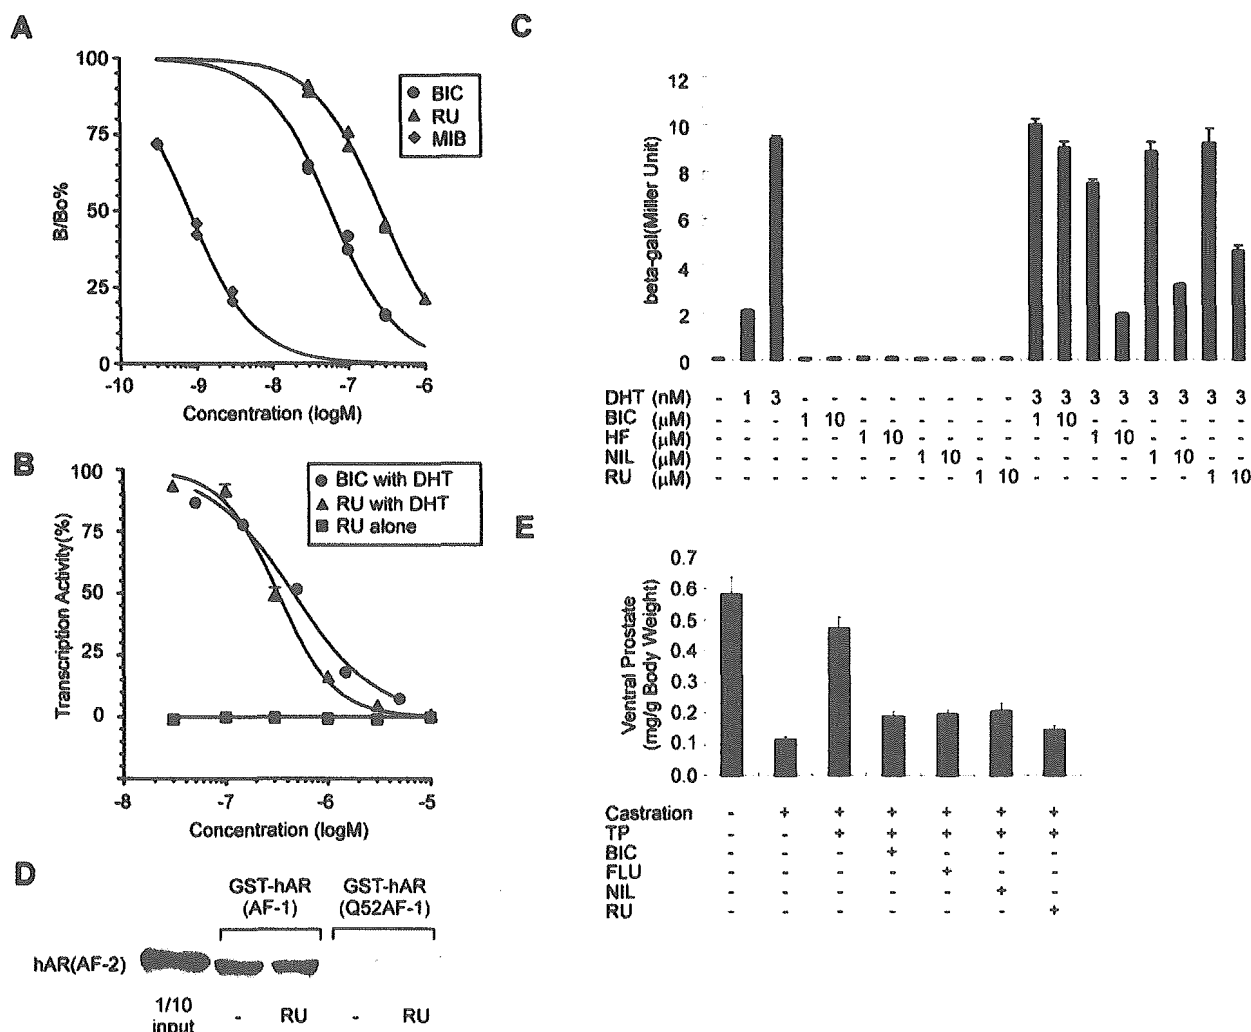 A
100
75
50
25
0
B/Bo%
BIC
RU
MIB
-10 -9 -8 -7 -6
Concentration (logM)
B
100
75
50
25
0
Transcription Activity(%)
BIC with DHT
RU with DHT
RU alone
-8 -7 -6 -5
Concentration (logM)
C
12
10
8
6
4
2
0
beta-gal(Miller Unit)
DHT (nM) - 1 3 - - - - - - - - 3 3 3 3 3 3 3 3
BIC (μM) - - - 1 10 - - - - - - 1 10 - - - - - -
HF (μM) - - - - - 1 10 - - - - - - 1 10 - - - -
NIL (μM) - - - - - - - 1 10 - - - - - - 1 10 - -
RU (μM) - - - - - - - - - 1 10 - - - - - - 1 10
D
GST-hAR
(AF-1)
GST-hAR
(Q52AF-1)
hAR(AF-2)
1/10
input
- RU - RU
E
0.7
0.6
0.5
0.4
0.3
0.2
0.1
0.0
Ventral Prostate
(mg/g Body Weight)
Castration - + + + + + +
TP - - + + + + +
BIC - - - + - - -
FLU - - - - + - -
NIL - - - - - + -
RU - - - - - - +